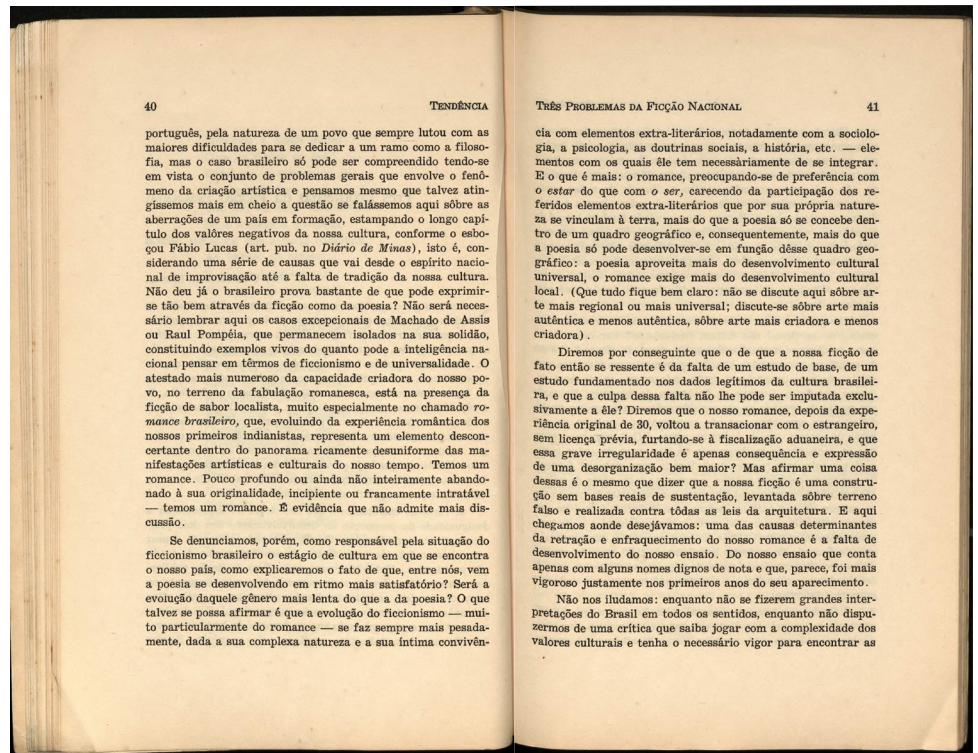 40 TENDÊNCIA
português, pela natureza de um povo que sempre lutou com as
maiores dificuldades para se dedicar a um ramo como a filoso-
fia, mas o caso brasileiro só pode ser compreendido tendo-se
em vista o conjunto de problemas gerais que envolve o fenô-
meno da criação artística e pensamos mesmo que talvez atin-
gíssemos mais em cheio a questão se falássemos aqui sôbre as
aberrações de um país em formação, estampando o longo capí-
tulo dos valôres negativos da nossa cultura, conforme o esbo-
çou Fábio Lucas (art. pub. no Diário de Minas), isto é, con-
siderando uma série de causas que vai desde o espírito nacio-
nal de improvisação até a falta de tradição da nossa cultura.
Não deu já o brasileiro prova bastante de que pode exprimir-
se tão bem através da ficção como da poesia? Não será neces-
sário lembrar aqui os casos excepcionais de Machado de Assis
ou Raul Pompéia, que permanecem isolados na sua solidão,
constituindo exemplos vivos do quanto pode a inteligência na-
cional pensar em têrmos de ficcionismo e de universalidade. O
atestado mais numeroso da capacidade criadora do nosso po-
vo, no terreno da fabulação romanesca, está na presença da
ficção de sabor localista, muito especialmente no chamado ro-
mance brasileiro, que, evoluindo da experiência romântica dos
nossos primeiros indianistas, representa um elemento descon-
certante dentro do panorama ricamente desuniforme das ma-
nifestações artísticas e culturais do nosso tempo. Temos um
romance. Pouco profundo ou ainda não inteiramente abando-
nado à sua originalidade, incipiente ou francamente intratável
— temos um romance. É evidência que não admite mais dis-
cussão.
Se denunciamos, porém, como responsável pela situação do
ficcionismo brasileiro o estágio de cultura em que se encontra
o nosso país, como explicaremos o fato de que, entre nós, vem
a poesia se desenvolvendo em ritmo mais satisfatório? Será a
evolução daquele gênero mais lenta do que a da poesia? O que
talvez se possa afirmar é que a evolução do ficcionismo — mui-
to particularmente do romance — se faz sempre mais pesada-
mente, dada a sua complexa natureza e a sua íntima convivên-
TRÊS PROBLEMAS DA FICÇÃO NACIONAL 41
cia com elementos extra-literários, notadamente com a sociolo-
gia, a psicologia, as doutrinas sociais, a história, etc. — ele-
mentos com os quais êle tem necessàriamente de se integrar.
E o que é mais: o romance, preocupando-se de preferência com
o estar do que com o ser, carecendo da participação dos re-
feridos elementos extra-literários que por sua própria nature-
za se vinculam à terra, mais do que a poesia só se concebe den-
tro de um quadro geográfico e, consequentemente, mais do que
a poesia só pode desenvolver-se em função dêsse quadro geo-
gráfico: a poesia aproveita mais do desenvolvimento cultural
universal, o romance exige mais do desenvolvimento cultural
local. (Que tudo fique bem claro: não se discute aqui sôbre ar-
te mais regional ou mais universal; discute-se sôbre arte mais
autêntica e menos autêntica, sôbre arte mais criadora e menos
criadora).
Diremos por conseguinte que o de que a nossa ficção de
fato então se ressente é da falta de um estudo de base, de um
estudo fundamentado nos dados legítimos da cultura brasilei-
ra, e que a culpa dessa falta não lhe pode ser imputada exclu-
sivamente a êle? Diremos que o nosso romance, depois da expe-
riência original de 30, voltou a transacionar com o estrangeiro,
sem licença prévia, furtando-se à fiscalização aduaneira, e que
essa grave irregularidade é apenas consequência e expressão
de uma desorganização bem maior? Mas afirmar uma coisa
dessas é o mesmo que dizer que a nossa ficção é uma constru-
ção sem bases reais de sustentação, levantada sôbre terreno
falso e realizada contra tôdas as leis da arquitetura. E aqui
chegamos aonde desejávamos: uma das causas determinantes
da retração e enfraquecimento do nosso romance é a falta de
desenvolvimento do nosso ensaio. Do nosso ensaio que conta
apenas com alguns nomes dignos de nota e que, parece, foi mais
vigoroso justamente nos primeiros anos do seu aparecimento.
Não nos iludamos: enquanto não se fizerem grandes inter-
pretações do Brasil em todos os sentidos, enquanto não dispu-
zermos de uma crítica que saiba jogar com a complexidade dos
valores culturais e tenha o necessário vigor para encontrar as